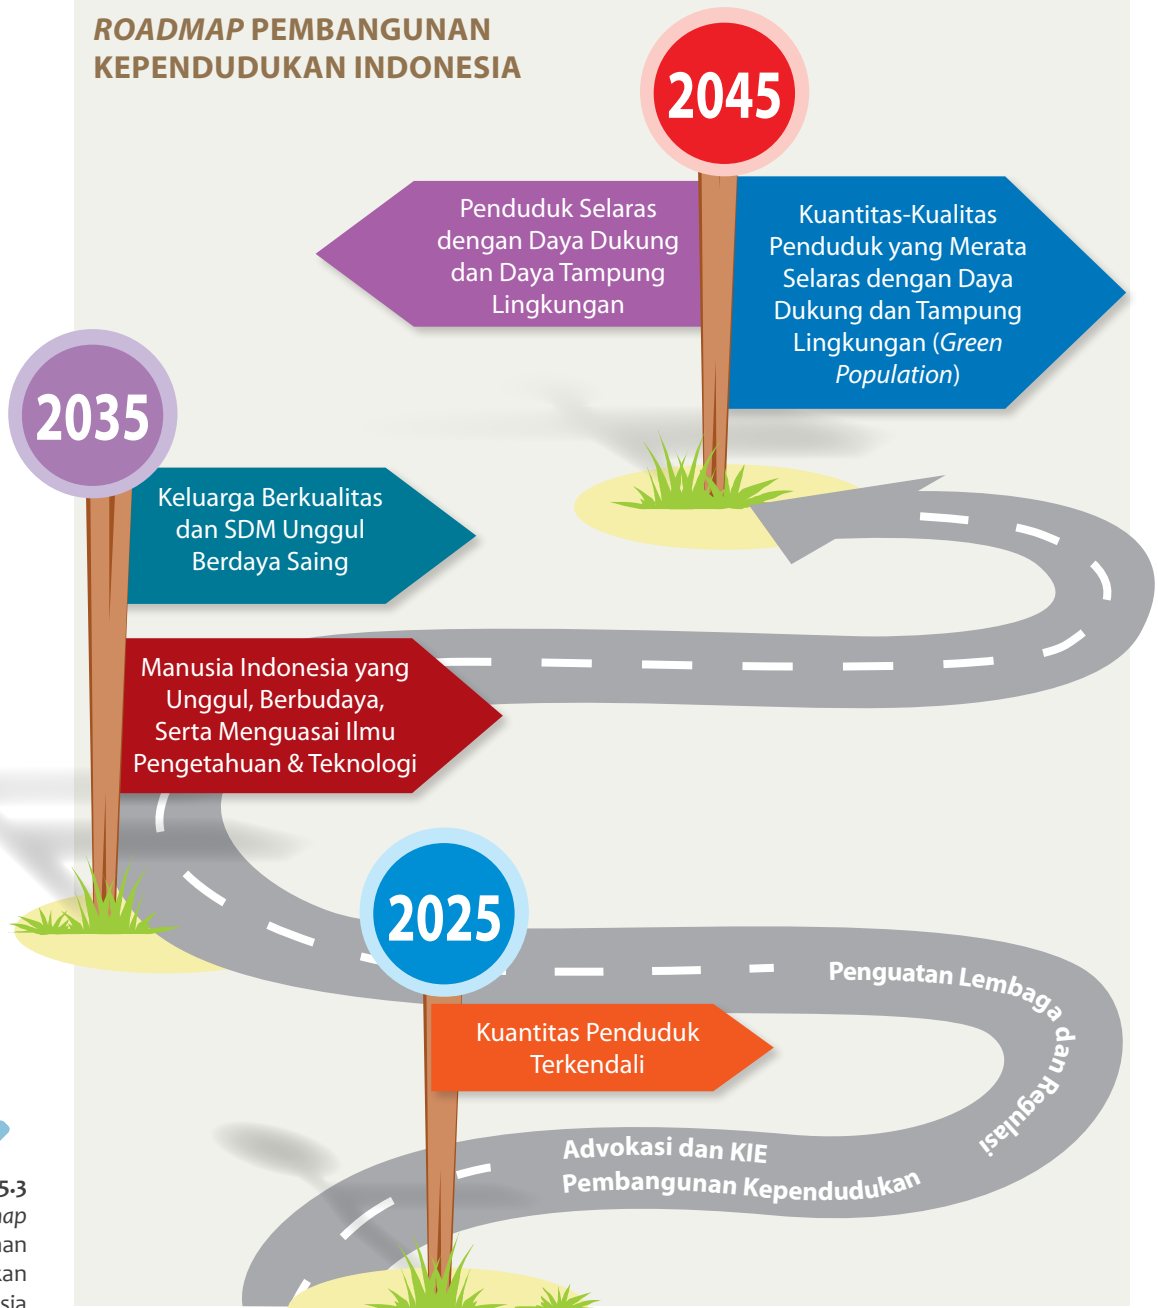 ROADMAP PEMBANGUNAN
KEPENDUDUKAN INDONESIA
2045
Penduduk Selaras
dengan Daya Dukung
dan Daya Tampung
Lingkungan
Kuantitas-Kualitas
Penduduk yang Merata
Selaras dengan Daya
Dukung dan Tampung
Lingkungan (Green
Population)
2035
Keluarga Berkualitas
dan SDM Unggul
Berdaya Saing
Manusia Indonesia yang
Unggul, Berbudaya,
Serta Menguasai Ilmu
Pengetahuan & Teknologi
2025
Kuantitas Penduduk
Terkendali
Penguatan Lembaga dan Regulasi
Advokasi dan KIE
Pembangunan Kependudukan
5.3